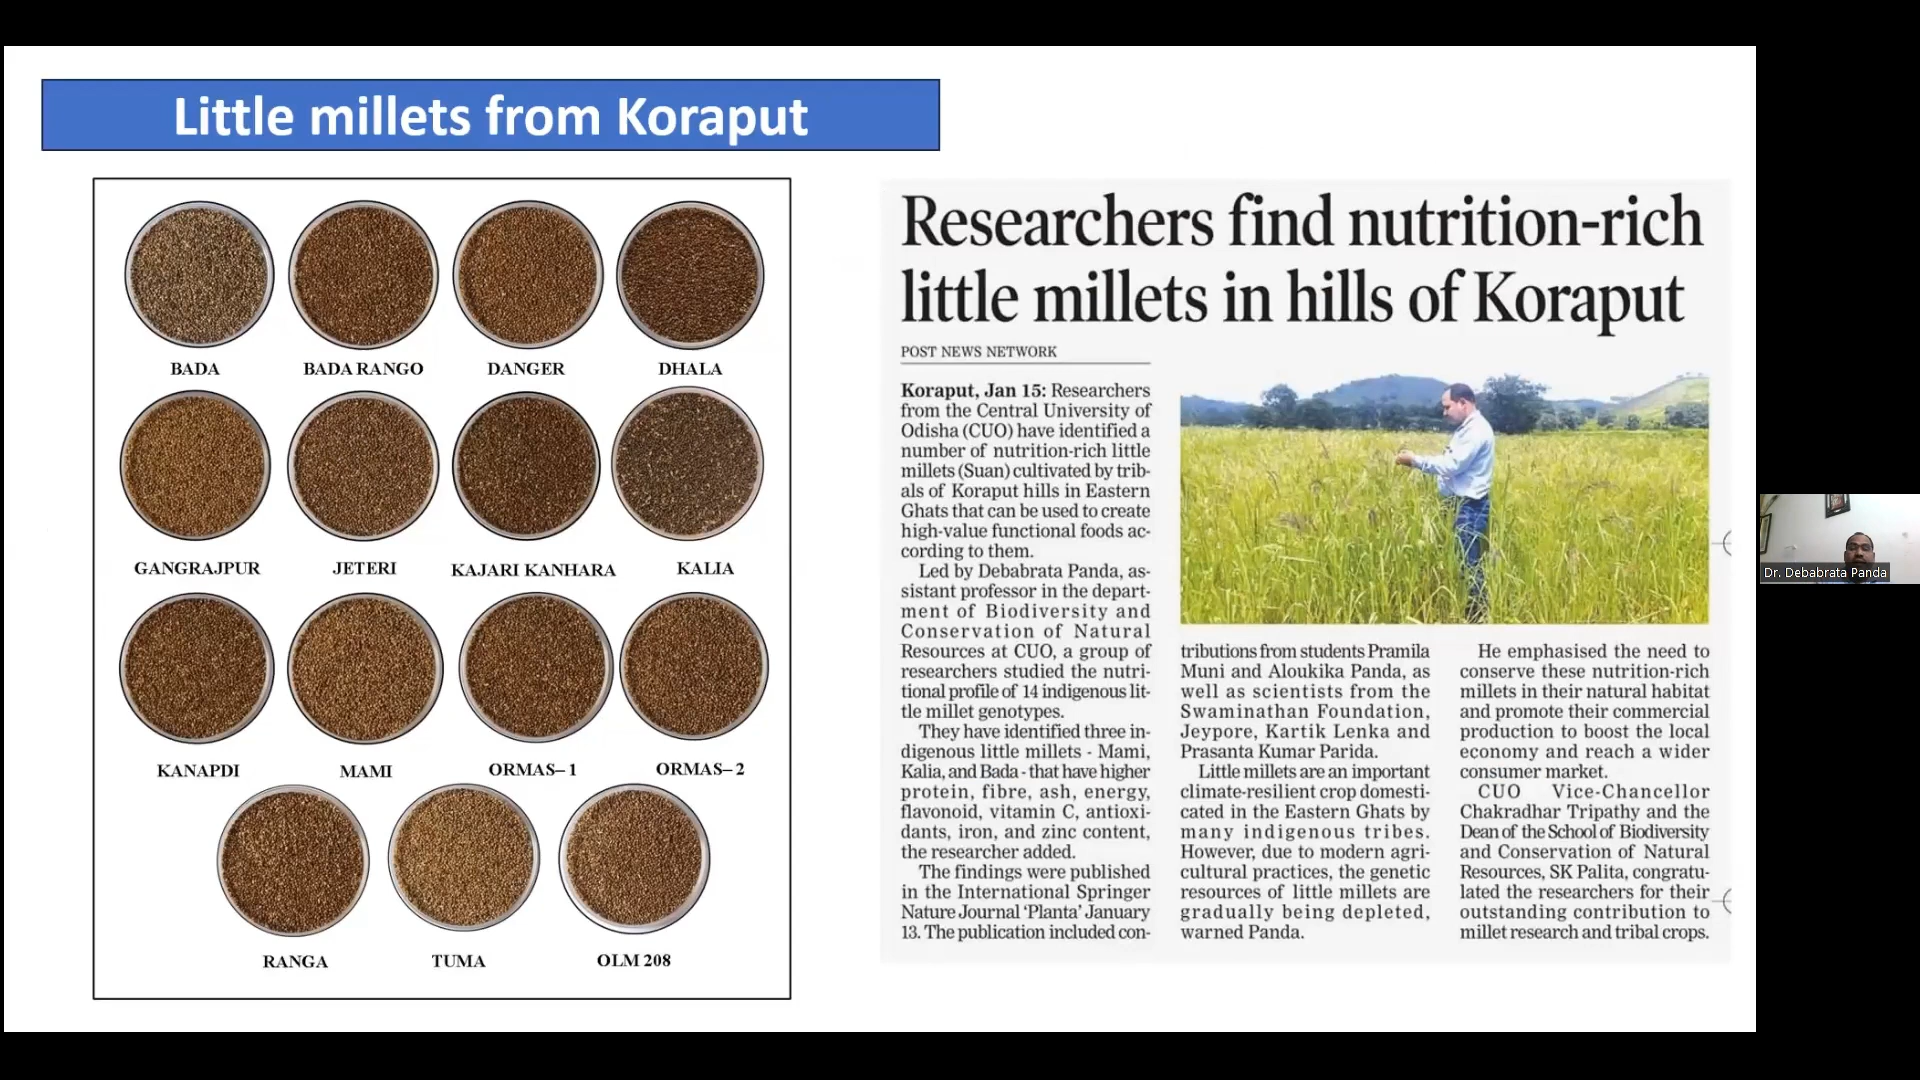 Little millets from Koraput
BADA
BADA RANGO
DANGER
DHALA
GANGRAJPUR
JETERI
KAJARI KANHARA
KALIA
KANAPDI
MAMI
ORMAS–1
ORMAS–2
RANGA
TUMA
OLM 208
Researchers find nutrition-rich
little millets in hills of Koraput
POST NEWS NETWORK
Koraput, Jan 15: Researchers
from the Central University of
Odisha (CUO) have identified a
number of nutrition-rich little
millets (Suan) cultivated by trib-
als of Koraput hills in Eastern
Ghats that can be used to create
high-value functional foods ac-
cording to them.
Led by Debabrata Panda, as-
sistant professor in the depart-
ment of Biodiversity and
Conservation of Natural
Resources at CUO, a group of
researchers studied the nutri-
tional profile of 14 indigenous lit-
tle millet genotypes.
They have identified three in-
digenous little millets - Mami,
Kalia, and Bada - that have higher
protein, fibre, ash, energy,
flavonoid, vitamin C, antioxi-
dants, iron, and zinc content,
the researcher added.
The findings were published
in the International Springer
Nature Journal ‘Planta’ January
13. The publication included con-
tributions from students Pramila
Muni and Aloukika Panda, as
well as scientists from the
Swaminathan Foundation,
Jeypore, Kartik Lenka and
Prasanta Kumar Parida.
Little millets are an important
climate-resilient crop domesti-
cated in the Eastern Ghats by
many indigenous tribes.
However, due to modern agri-
cultural practices, the genetic
resources of little millets are
gradually being depleted,
warned Panda.
He emphasised the need to
conserve these nutrition-rich
millets in their natural habitat
and promote their commercial
production to boost the local
economy and reach a wider
consumer market.
CUO Vice-Chancellor
Chakradhar Tripathy and the
Dean of the School of Biodiversity
and Conservation of Natural
Resources, SK Palita, congratu-
lated the researchers for their
outstanding contribution to
millet research and tribal crops.
Dr. Debabrata Panda